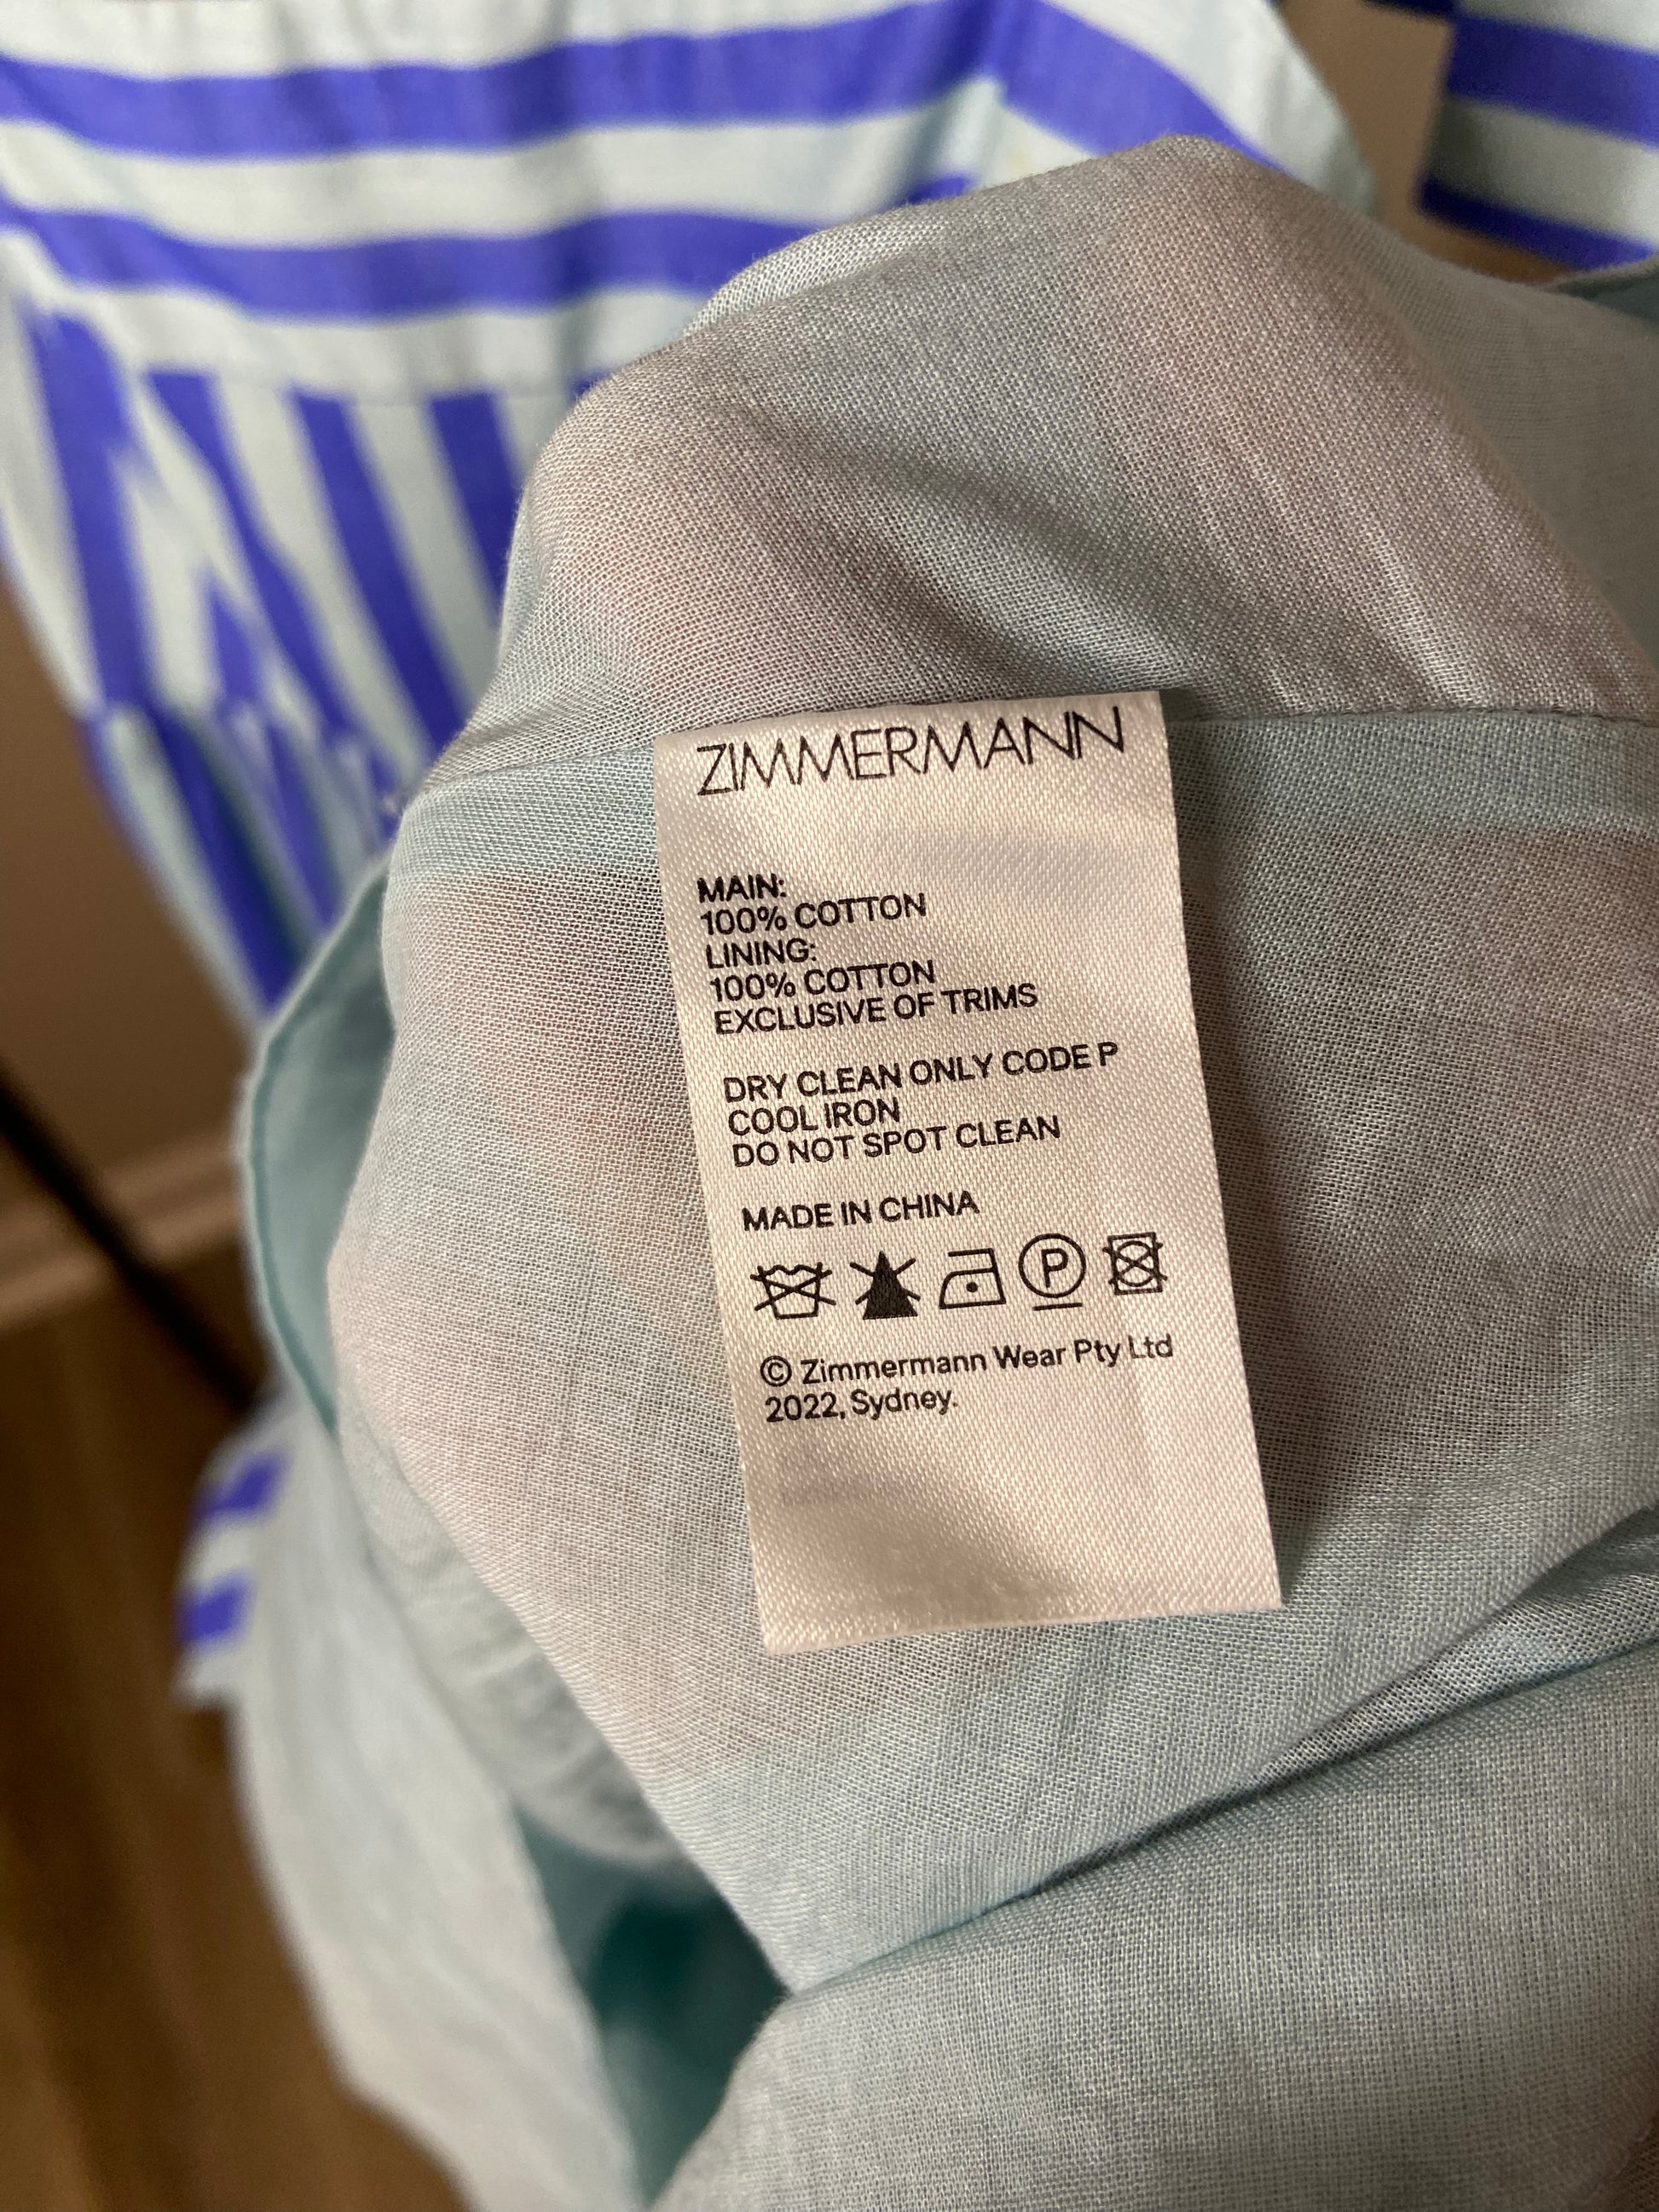 ZIMMERMANN
MAIN:
100% COTTON
LINING:
100% COTTON
EXCLUSIVE OF TRIMS
DRY CLEAN ONLY CODE P
COOL IRON
DO NOT SPOT CLEAN
MADE IN CHINA
P
© Zimmermann Wear Pty Ltd
2022, Sydney.